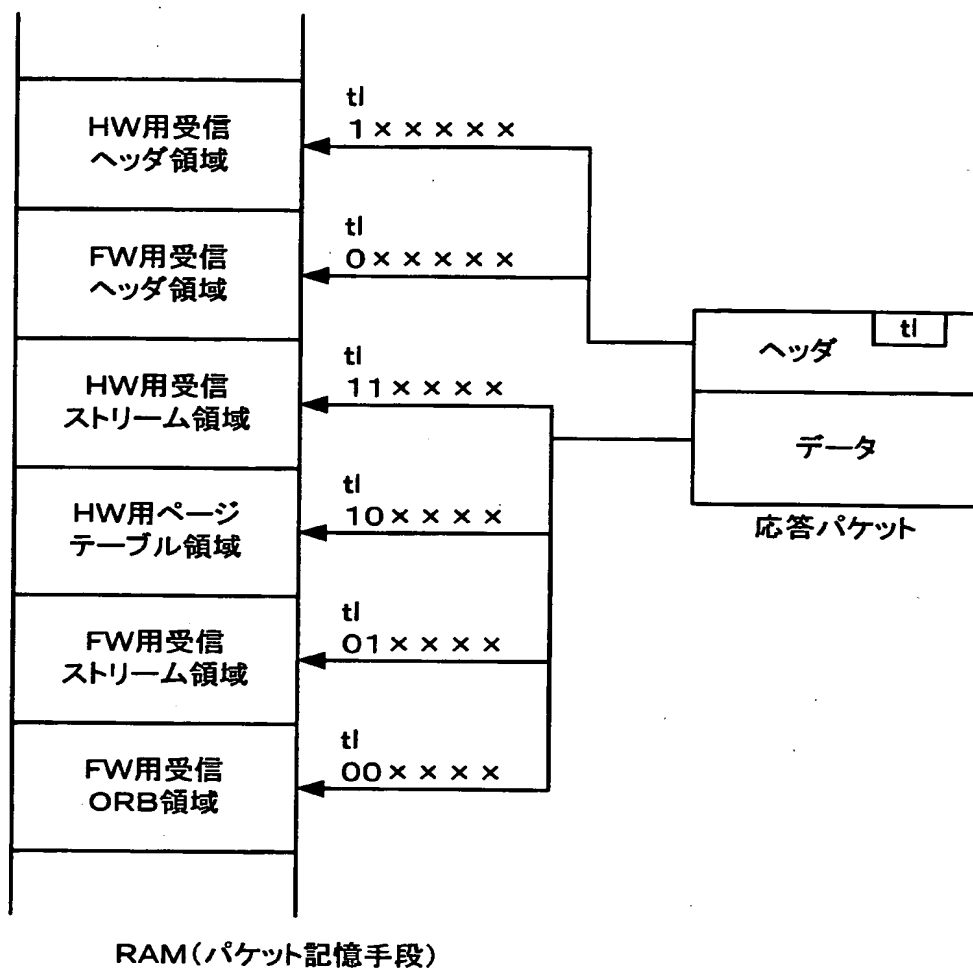 HW用受信
ヘッダ領域
tl
1×××××
FW用受信
ヘッダ領域
tl
0×××××
HW用受信
ストリーム領域
tl
11××××
HW用ページ
テーブル領域
tl
10××××
FW用受信
ストリーム領域
tl
01××××
FW用受信
ORB領域
tl
00××××
ヘッダ
tl
データ
応答パケット
RAM(パケット記憶手段)